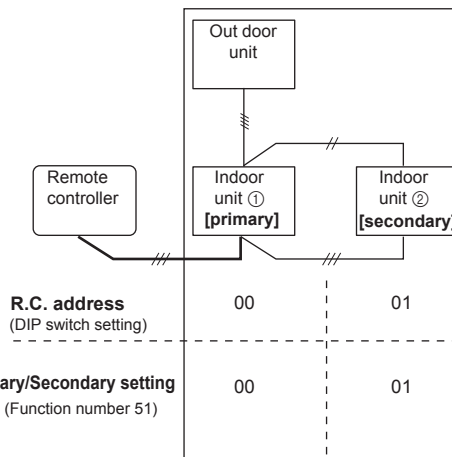 Out door
unit
Remote
controller
Indoor
unit ①
[primary]
Indoor
unit ②
[secondary]
R.C. address 00 01
(DIP switch setting)
ary/Secondary setting 00 01
(Function number 51)